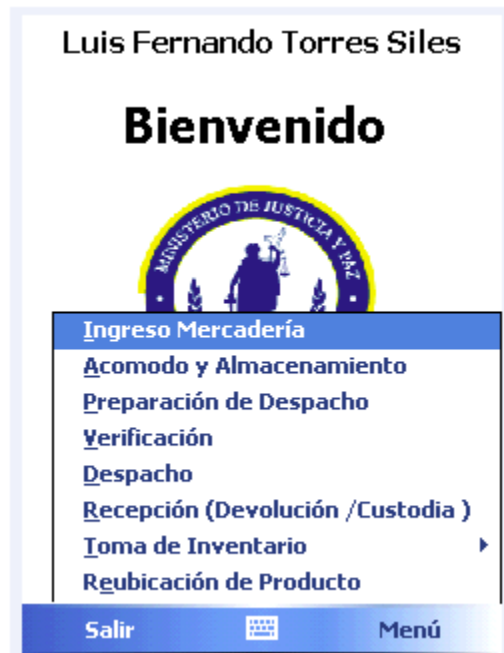 Luis Fernando Torres Siles
Bienvenido
MINISTERIO DE JUSTICIA Y PAZ
Ingreso Mercadería
Acomodo y Almacenamiento
Preparación de Despacho
Verificación
Despacho
Recepción (Devolución /Custodia )
Toma de Inventario
Reubicación de Producto
Salir
Menú